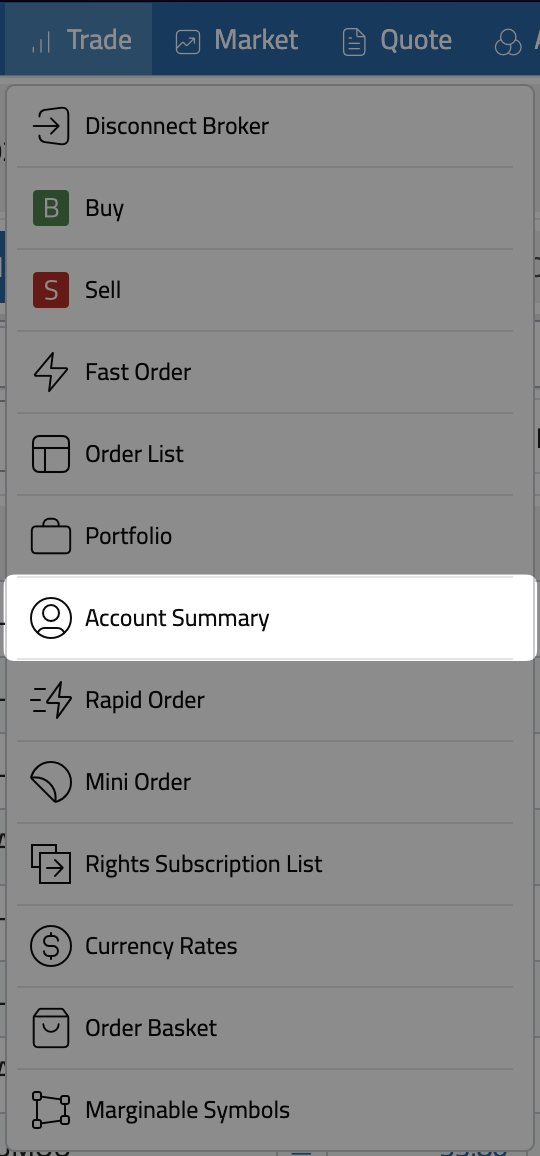 Trade Market Quote
Disconnect Broker
B Buy
S Sell
Fast Order
Order List
Portfolio
Account Summary
Rapid Order
Mini Order
Rights Subscription List
$ Currency Rates
Order Basket
Marginable Symbols